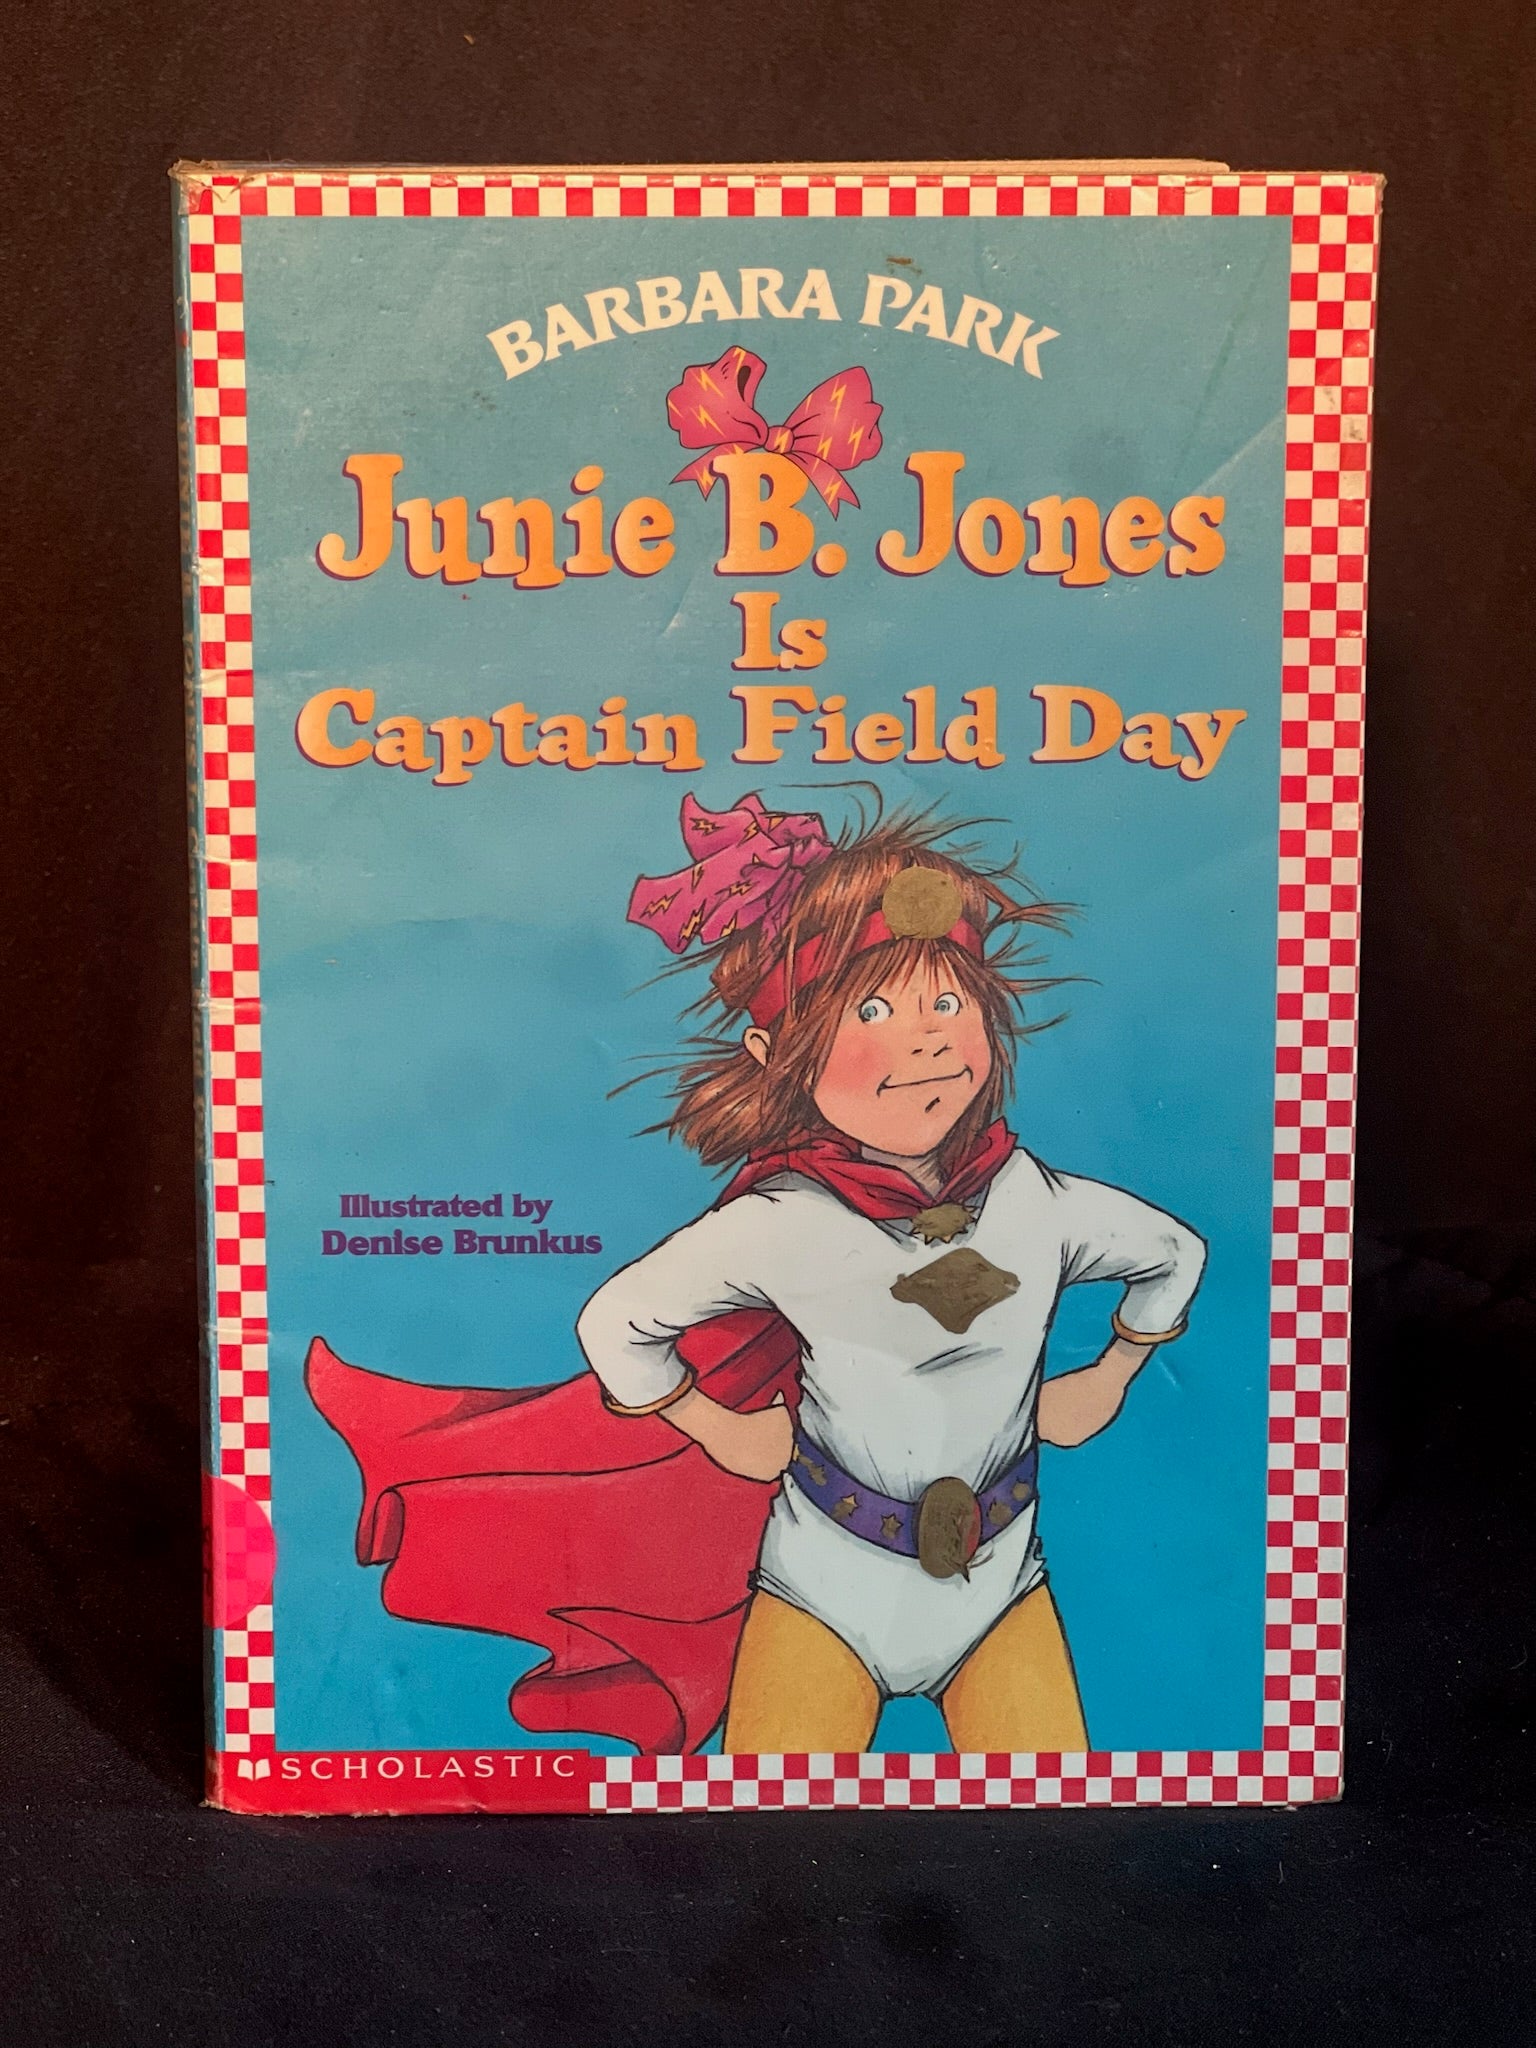 BARBARA PARK
Junie B. Jones
Is
Captain Field Day
Illustrated by
Denise Brunkus
SCHOLASTIC